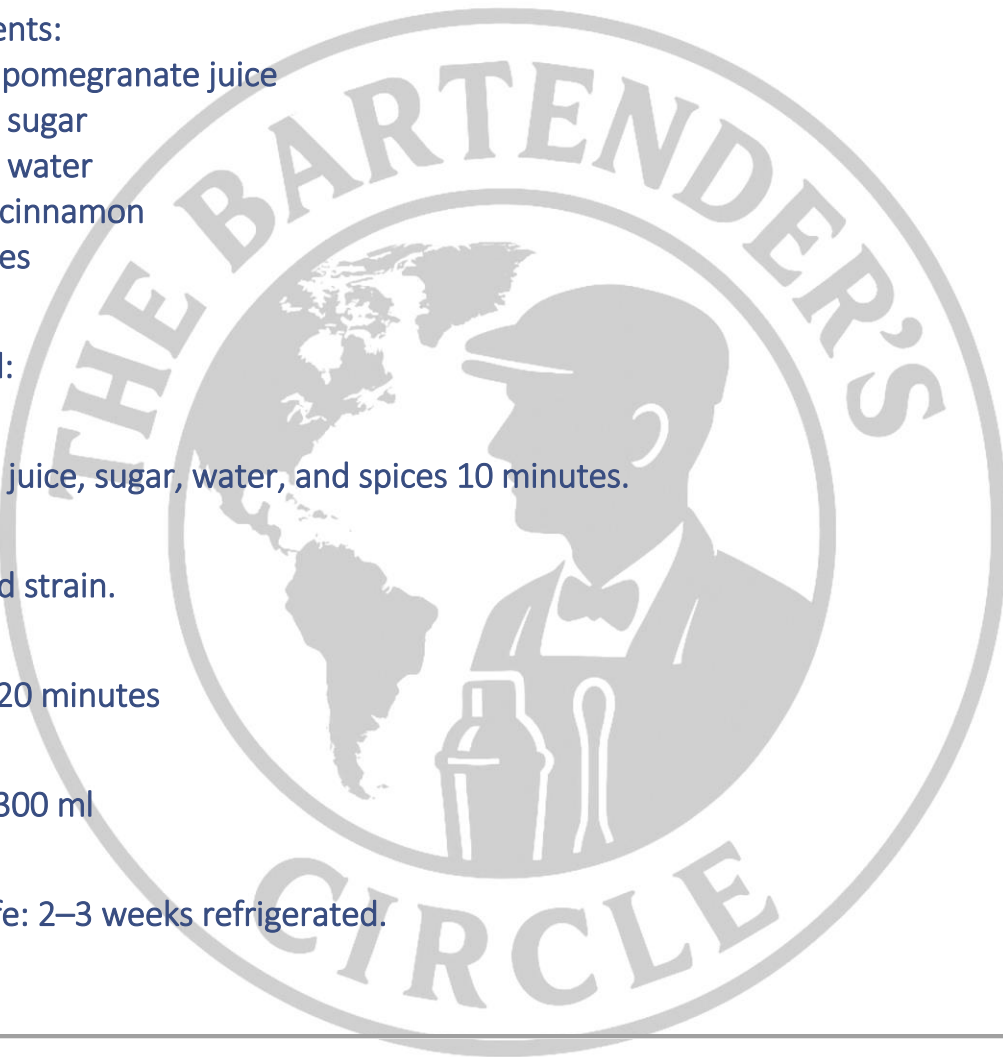 ents:
pomegranate juice
sugar
water
cinnamon
es
:
juice, sugar, water, and spices 10 minutes.
d strain.
20 minutes
300 ml
fe: 2–3 weeks refrigerated.
THE BARTENDER'S
CIRCLE